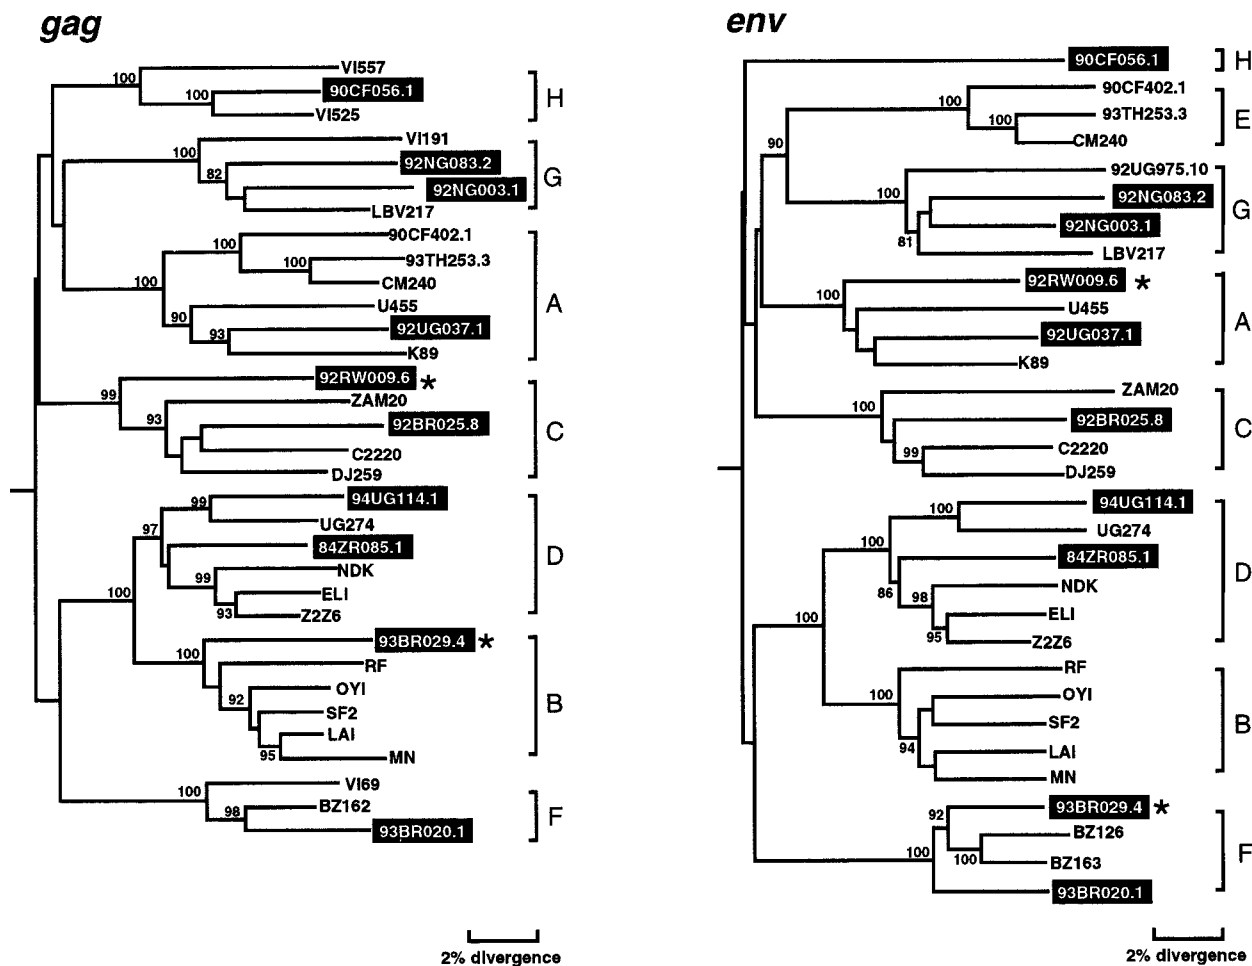 gag
100
VI557
90CF056.1
100
VI525
H
VI191
100
92NG083.2
82
92NG003.1
LBV217
G
90CF402.1
100
93TH253.3
100
CM240
100
U455
90
92UG037.1
93
K89
A
92RW009.6 *
99
ZAM20
93
92BR025.8
C2220
DJ259
C
94UG114.1
99
UG274
97
84ZR085.1
NDK
99
ELI
93
Z2Z6
100
D
93BR029.4 *
100
RF
OYI
92
SF2
LAI
95
MN
B
VI69
100
BZ162
98
93BR020.1
F
2% divergence
env
90CF056.1
H
90CF402.1
100
93TH253.3
100
CM240
E
90
92UG975.10
100
92NG083.2
92NG003.1
81
LBV217
G
92RW009.6 *
100
U455
92UG037.1
K89
A
ZAM20
100
92BR025.8
C2220
99
DJ259
C
94UG114.1
100
UG274
100
84ZR085.1
86
NDK
98
ELI
95
Z2Z6
100
D
RF
100
OYI
SF2
94
LAI
MN
B
93BR029.4 *
92
BZ126
100
BZ163
100
93BR020.1
F
2% divergence